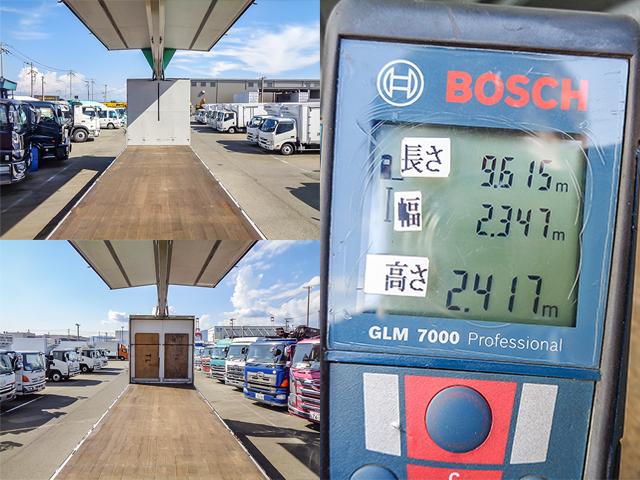 BOSCH
長さ 9.615m
幅 2.347m
高さ 2.417m
GLM 7000 Professional
C